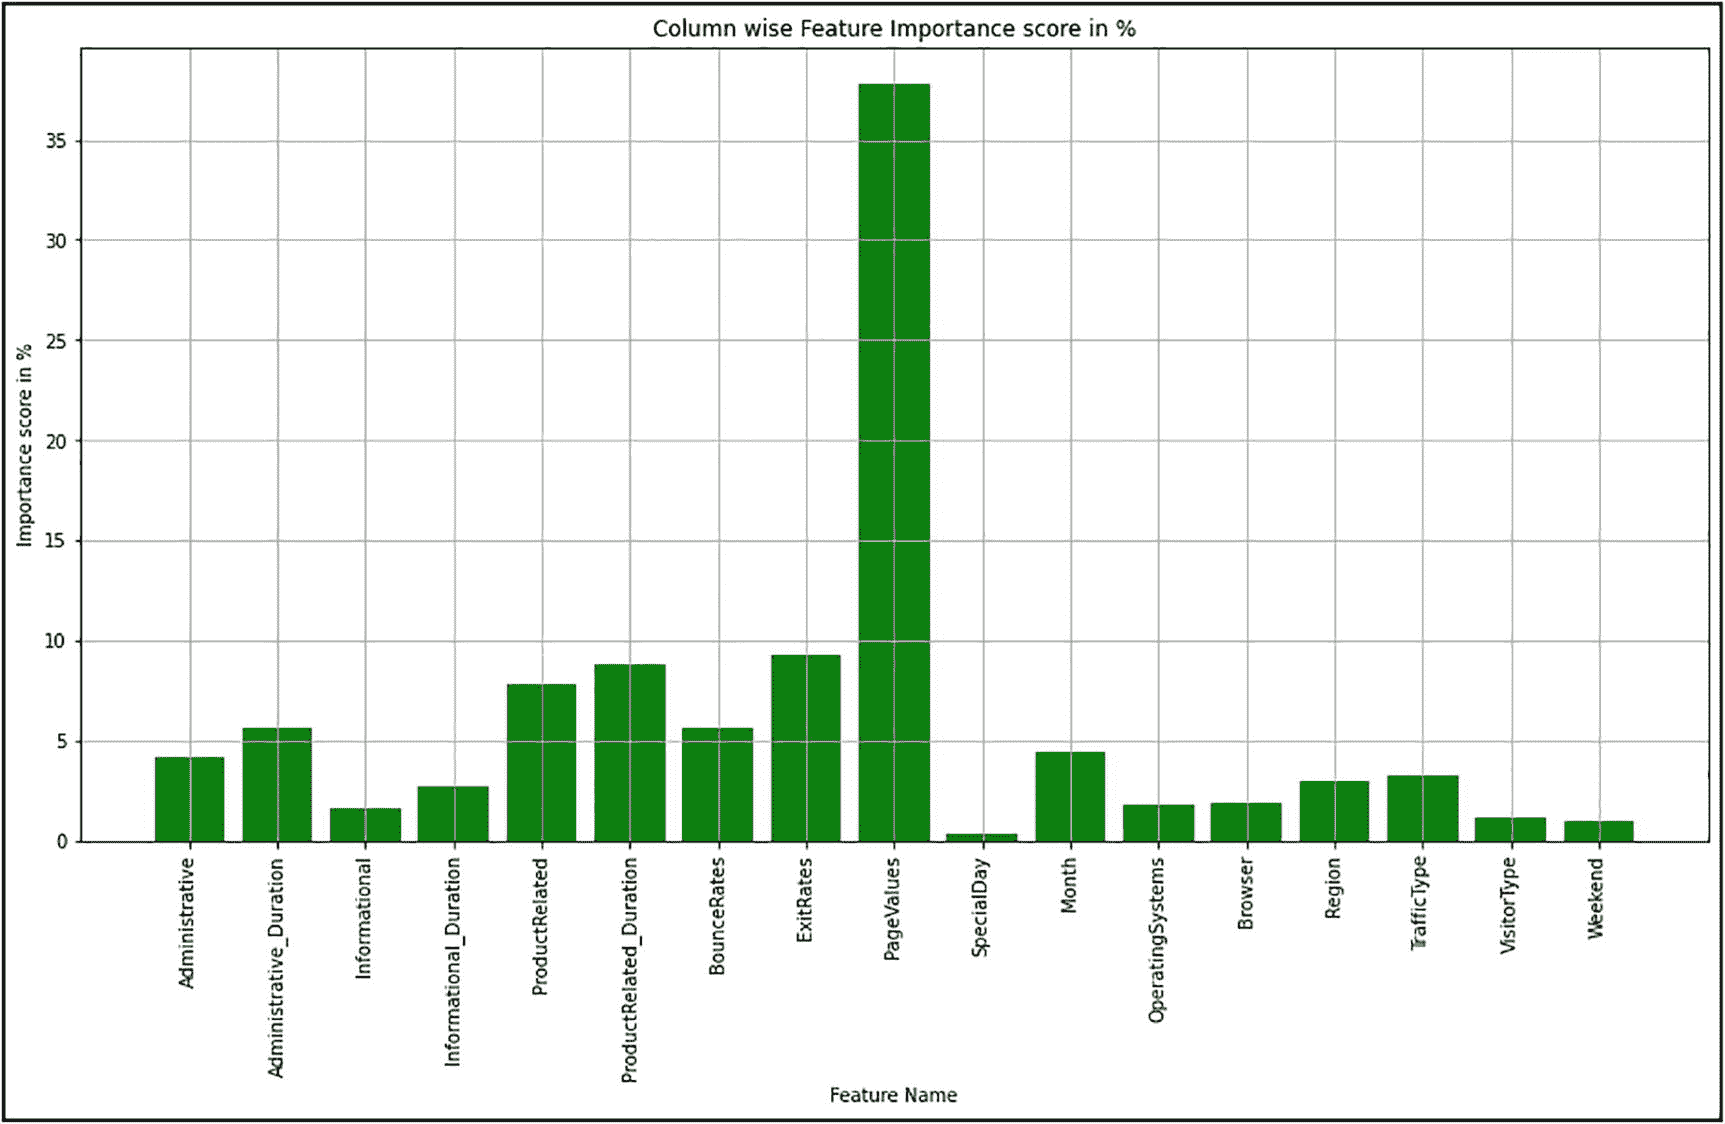 Column wise Feature Importance score in %
Importance score in %
35
30
25
20
15
10
5
0
Administrative
Administrative_Duration
Informational
Informational_Duration
ProductRelated
ProductRelated_Duration
BounceRates
ExitRates
PageValues
SpecialDay
Month
OperatingSystems
Browser
Region
TrafficType
VisitorType
Weekend
Feature Name